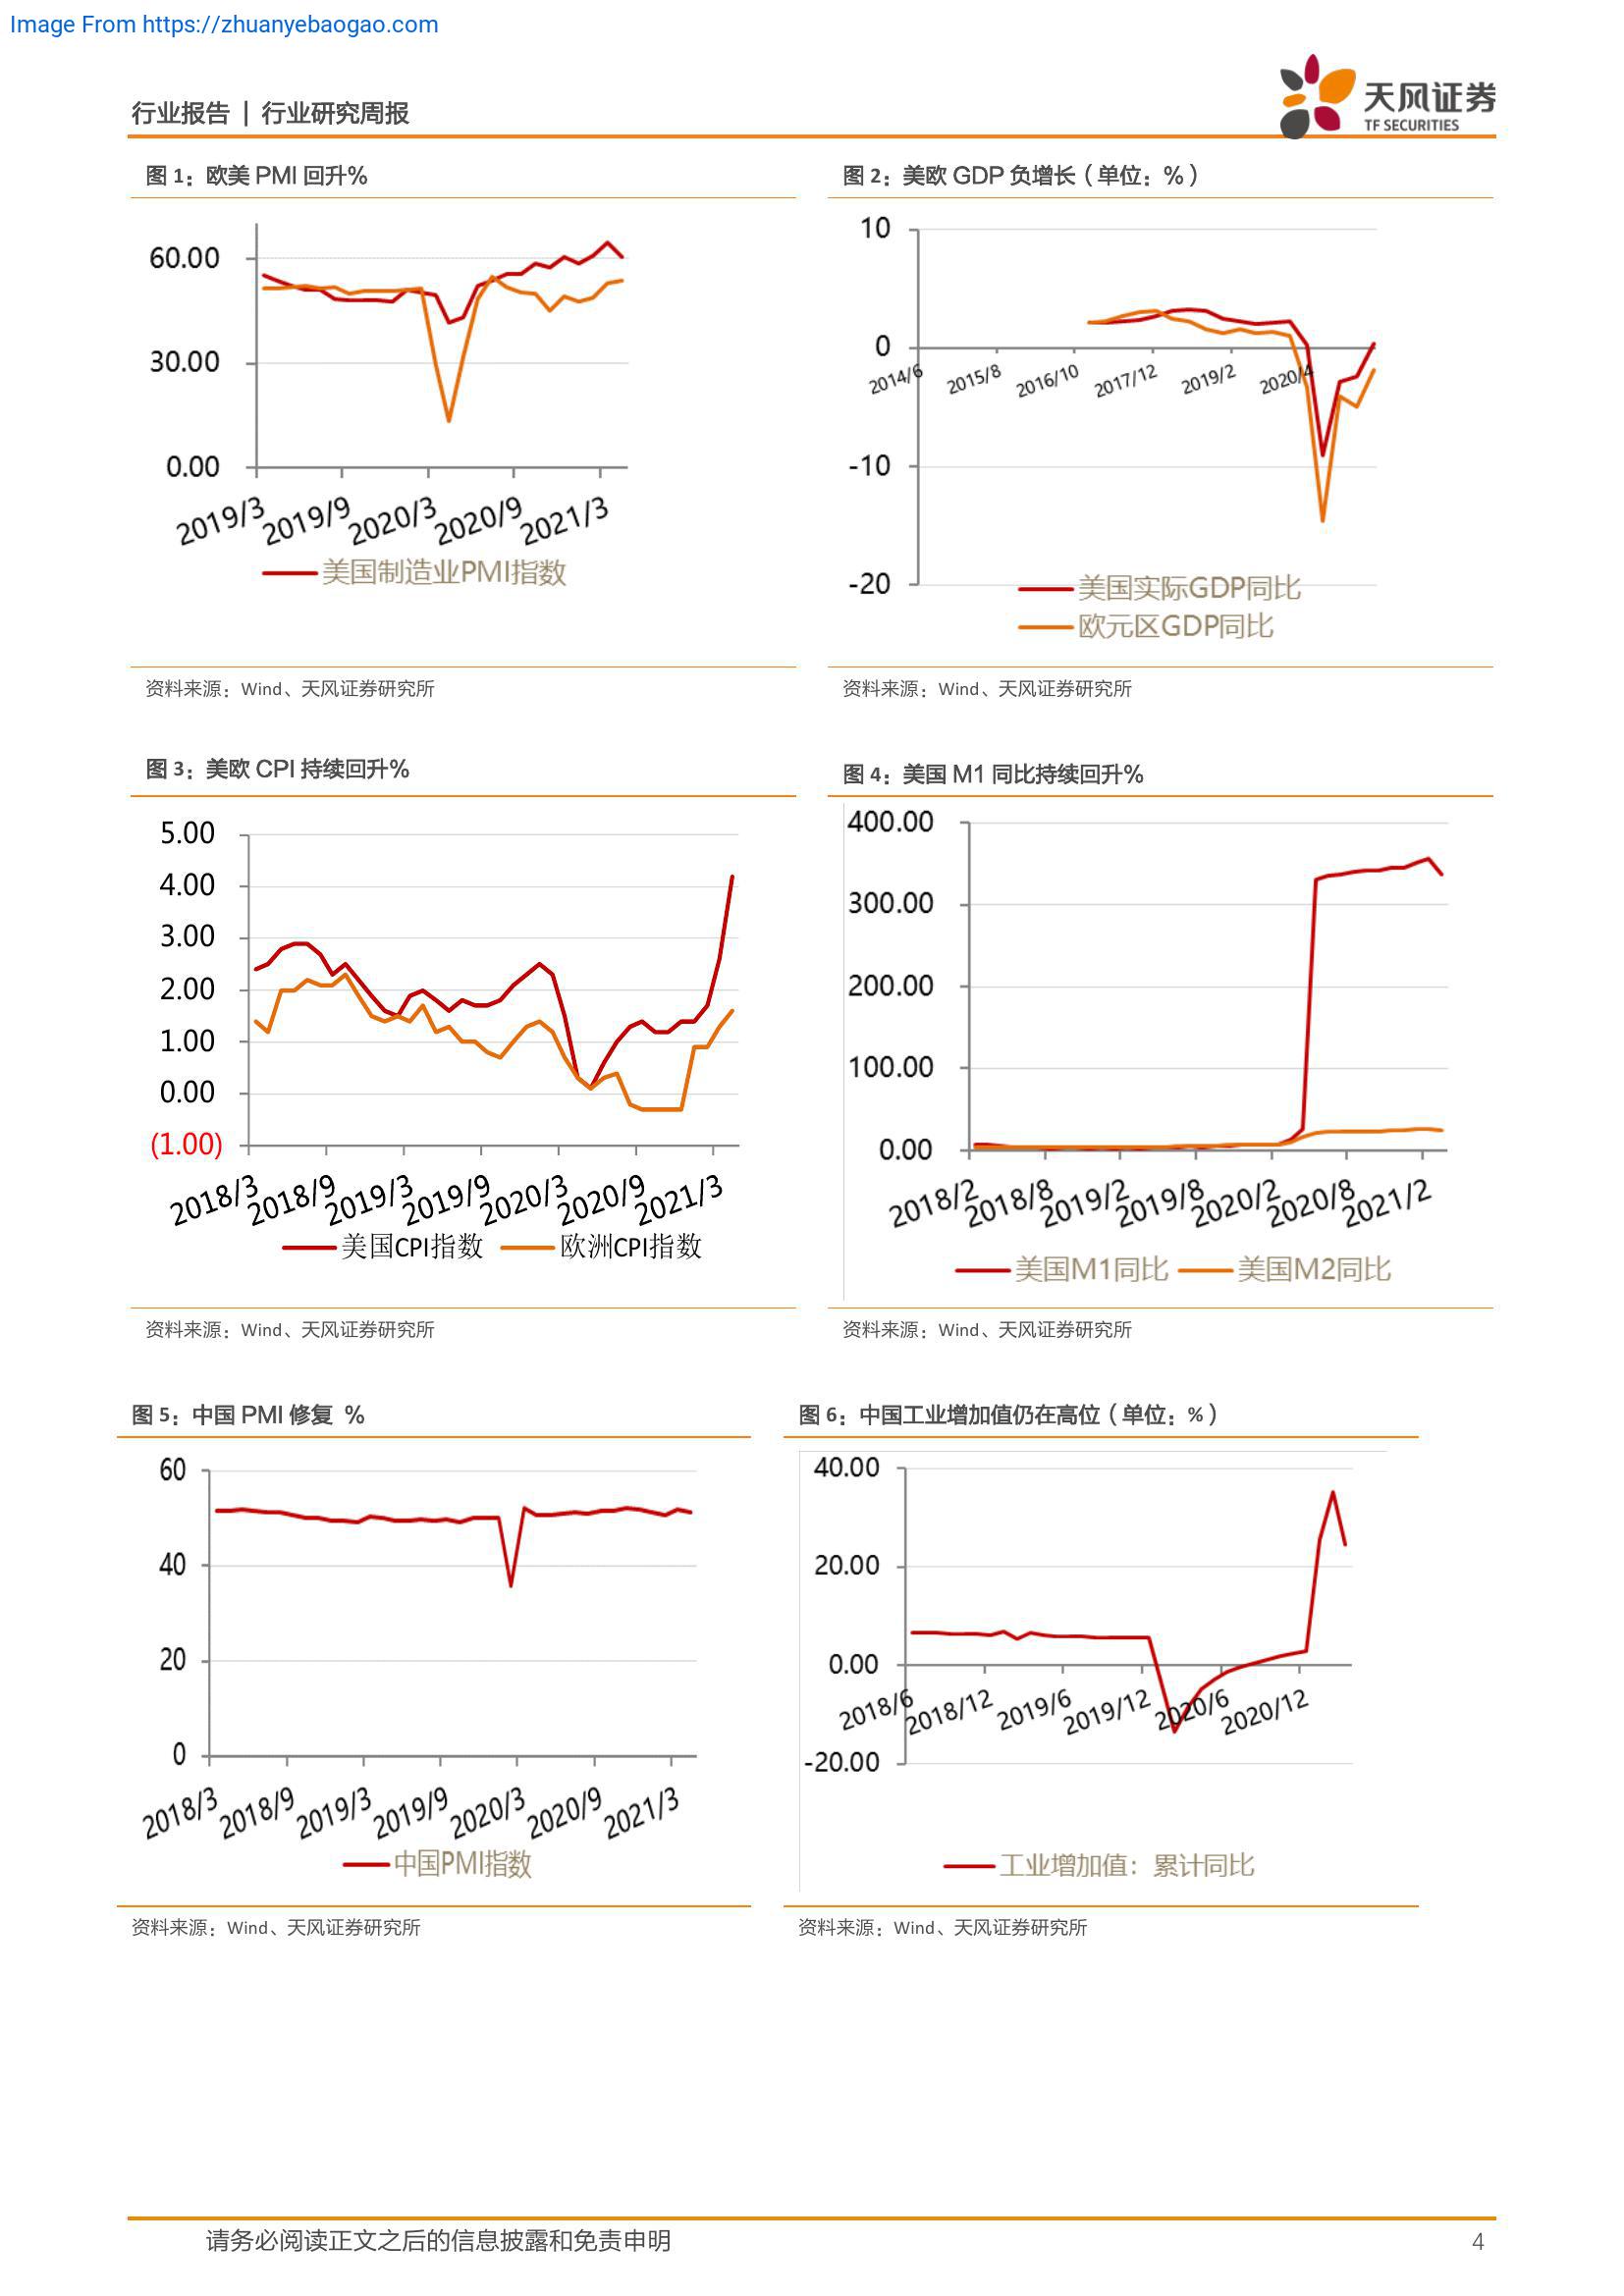 Image From https://zhuanyebaogao.com
行业报告 | 行业研究周报
天风证券
TF SECURITIES
图 1：欧美 PMI 回升%
60.00
30.00
0.00
2019/3
2019/9
2020/3
2020/9
2021/3
美国制造业PMI指数
资料来源：Wind、天风证券研究所
图 2：美欧 GDP 负增长（单位：%）
10
0
-10
-20
2014/6
2015/8
2016/10
2017/12
2019/2
2020/4
美国实际GDP同比
欧元区GDP同比
资料来源：Wind、天风证券研究所
图 3：美欧 CPI 持续回升%
5.00
4.00
3.00
2.00
1.00
0.00
(1.00)
2018/3
2018/9
2019/3
2019/9
2020/3
2020/9
2021/3
美国CPI指数 欧洲CPI指数
资料来源：Wind、天风证券研究所
图 4：美国 M1 同比持续回升%
400.00
300.00
200.00
100.00
0.00
2018/2
2018/8
2019/2
2019/8
2020/2
2020/8
2021/2
美国M1同比 美国M2同比
资料来源：Wind、天风证券研究所
图 5：中国 PMI 修复 %
60
40
20
0
2018/3
2018/9
2019/3
2019/9
2020/3
2020/9
2021/3
中国PMI指数
资料来源：Wind、天风证券研究所
图 6：中国工业增加值仍在高位（单位：%）
40.00
20.00
0.00
-20.00
2018/6
2018/12
2019/6
2019/12
2020/6
2020/12
工业增加值：累计同比
资料来源：Wind、天风证券研究所
请务必阅读正文之后的信息披露和免责申明
4